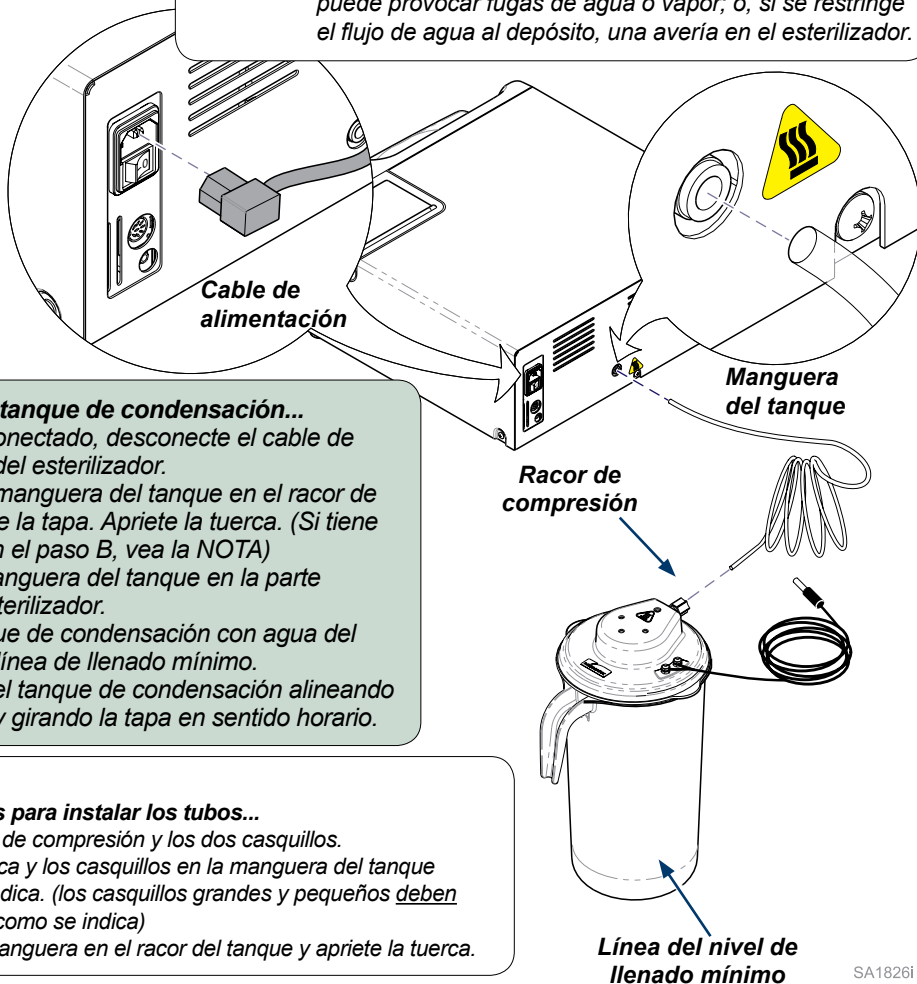 puede provocar fugas de agua o vapor; o, si se restringe
el flujo de agua al depósito, una avería en el esterilizador.
Cable de
alimentación
Manguera
del tanque
Racor de
compresión
tanque de condensación...
onectado, desconecte el cable de
del esterilizador.
manguera del tanque en el racor de
e la tapa. Apriete la tuerca. (Si tiene
n el paso B, vea la NOTA)
anguera del tanque en la parte
sterilizador.
ue de condensación con agua del
línea de llenado mínimo.
el tanque de condensación alineando
y girando la tapa en sentido horario.
s para instalar los tubos...
de compresión y los dos casquillos.
ca y los casquillos en la manguera del tanque
dica. (los casquillos grandes y pequeños deben
como se indica)
anguera en el racor del tanque y apriete la tuerca.
Línea del nivel de
llenado mínimo
SA1826i